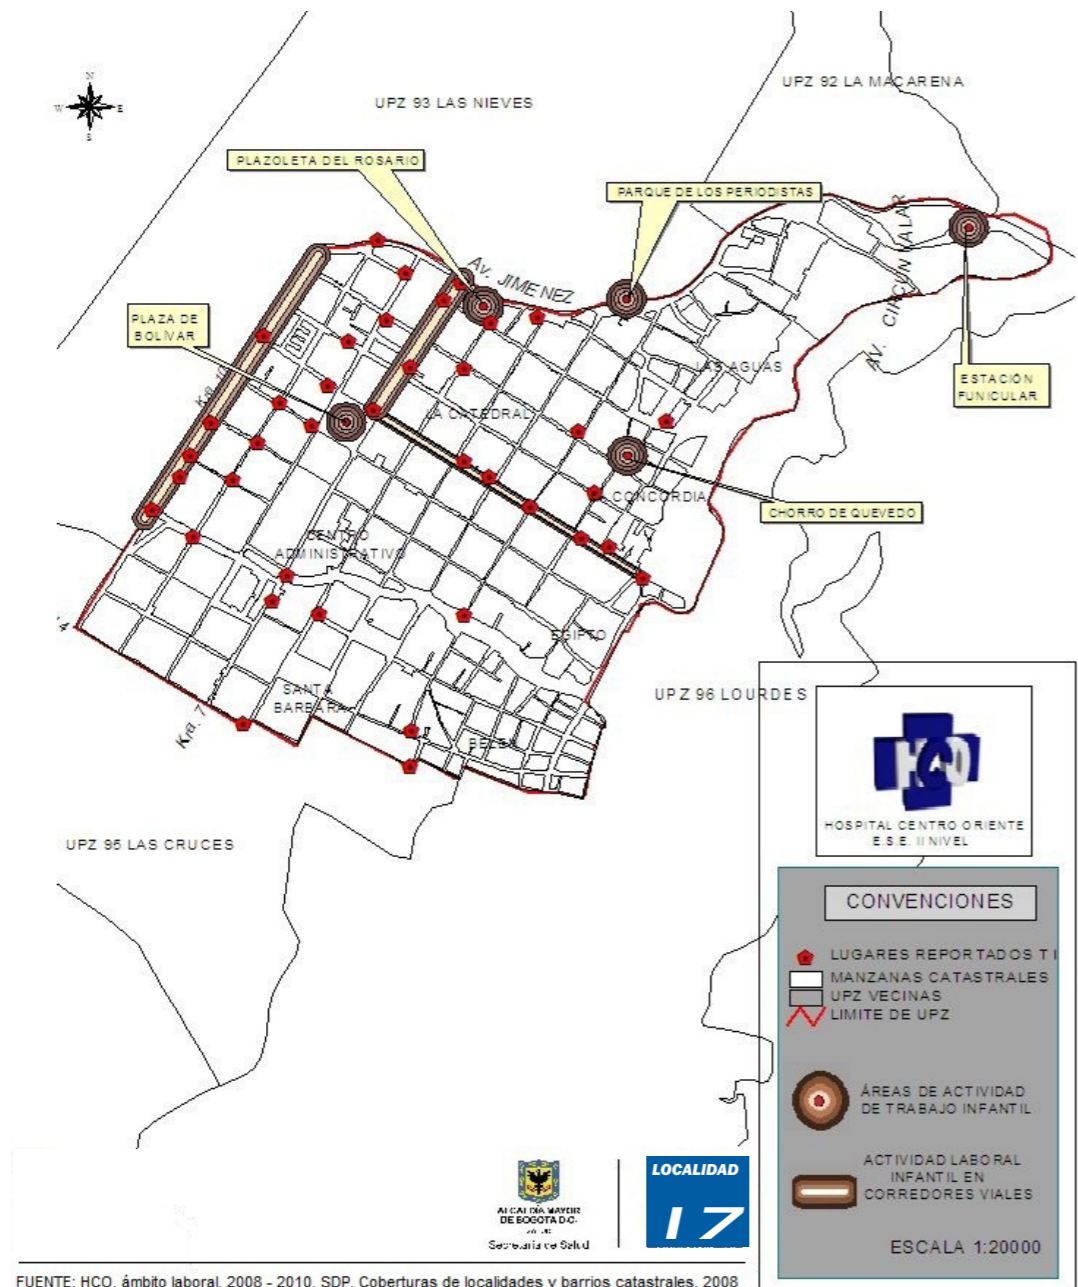 N
W
E
S
UPZ 92 LA MACARENA
UPZ 93 LAS NIEVES
PLAZOLETA DEL ROSARIO
PARQUE DE LOS PERIODISTAS
AV. CIRCUNVALAR
Av. JIMENEZ
PLAZA DE
BOLÍVAR
LAS AGUAS
ESTACIÓN
FUNICULAR
LA CATEDRAL
CONCORDIA
CHORRO DE QUEVEDO
CENTRO
ADMINISTRATIVO
EGIPTO
SANTA
BARBARA
UPZ 96 LOURDES
Kra. 7
BELEN
UPZ 95 LAS CRUCES
HCO
HOSPITAL CENTRO ORIENTE
E.S.E. II NIVEL
CONVENCIONES
LUGARES REPORTADOS T I
MANZANAS CATASTRALES
UPZ VECINAS
LIMITE DE UPZ
ÁREAS DE ACTIVIDAD
DE TRABAJO INFANTIL
ACTIVIDAD LABORAL
INFANTIL EN
CORREDORES VIALES
ESCALA 1:20000
ALCALDÍA MAYOR
DE BOGOTÁ D.C.
Secretaría de Salud
LOCALIDAD
17
FUENTE: HCO, ámbito laboral, 2008 - 2010. SDP. Coberturas de localidades y barrios catastrales. 2008